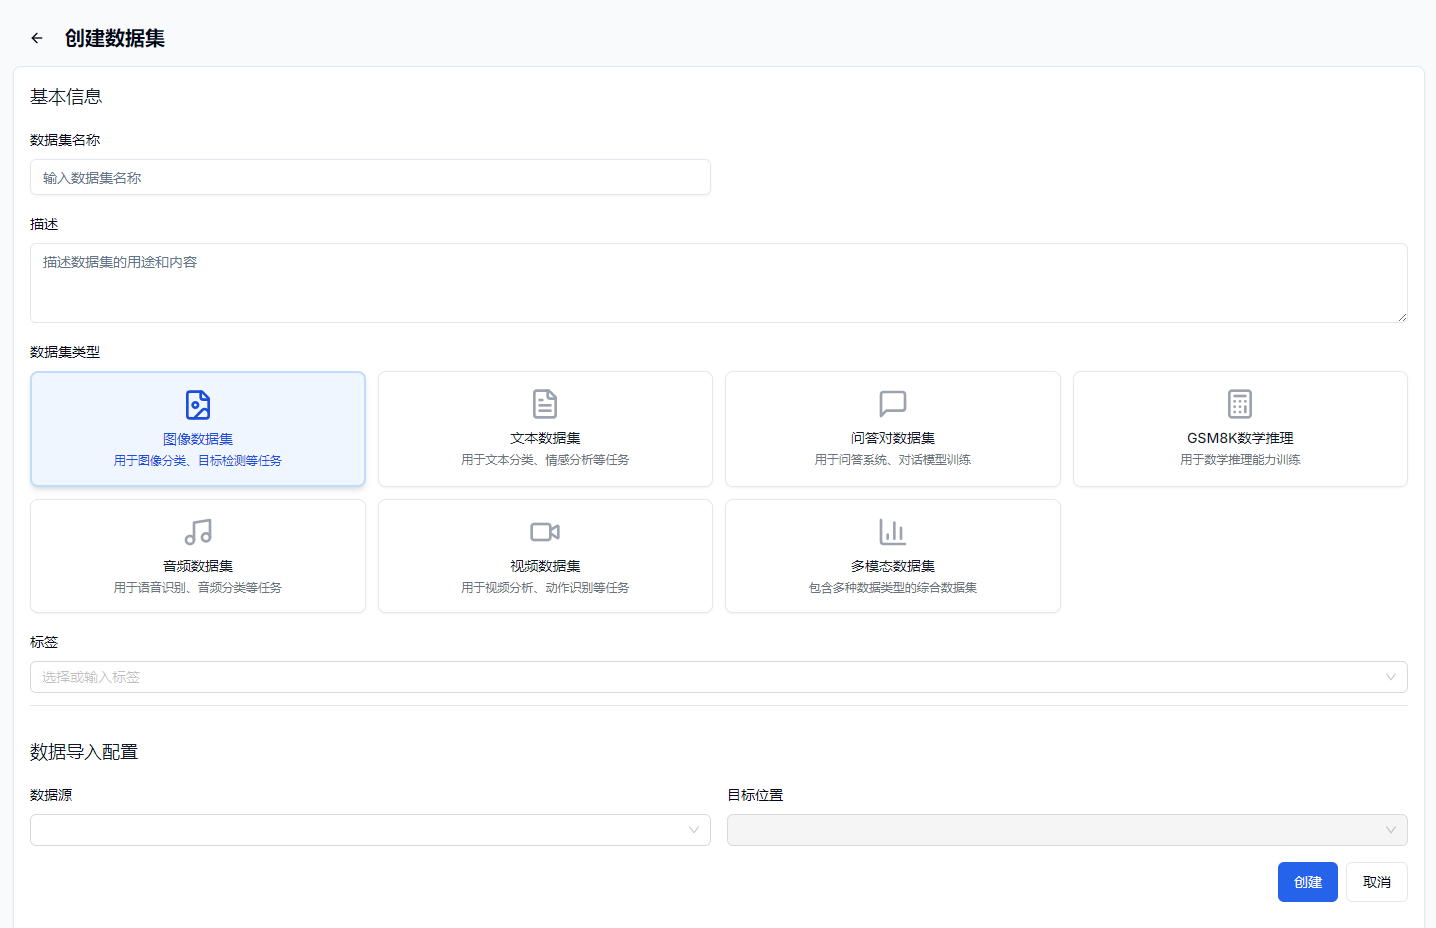 创建数据集
基本信息
数据集名称
输入数据集名称
描述
描述数据集的用途和内容
数据集类型
图像数据集
用于图像分类、目标检测等任务
文本数据集
用于文本分类、情感分析等任务
问答对数据集
用于问答系统、对话模型训练
GSM8K数学推理
用于数学推理能力训练
音频数据集
用于语音识别、音频分类等任务
视频数据集
用于视频分析、动作识别等任务
多模态数据集
包含多种数据类型的综合数据集
标签
选择或输入标签
数据导入配置
数据源
目标位置
创建
取消